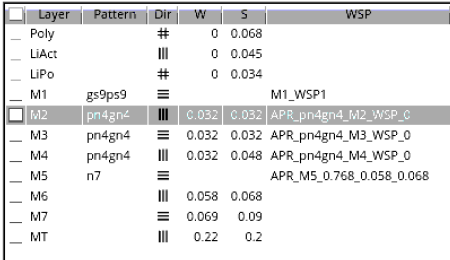 Layer Pattern Dir W S WSP
Poly # 0 0.068
LiAct 0 0.045
LiPo # 0 0.034
M1 gs9ps9 M1_WSP1
M2 pn4gn4 0.032 0.032 APR_pn4gn4_M2_WSP_0
M3 pn4gn4 0.032 0.032 APR_pn4gn4_M3_WSP_0
M4 pn4gn4 0.032 0.048 APR_pn4gn4_M4_WSP_0
M5 n7 APR_M5_0.768_0.058_0.068
M6 0.058 0.068
M7 0.069 0.09
MT 0.22 0.2